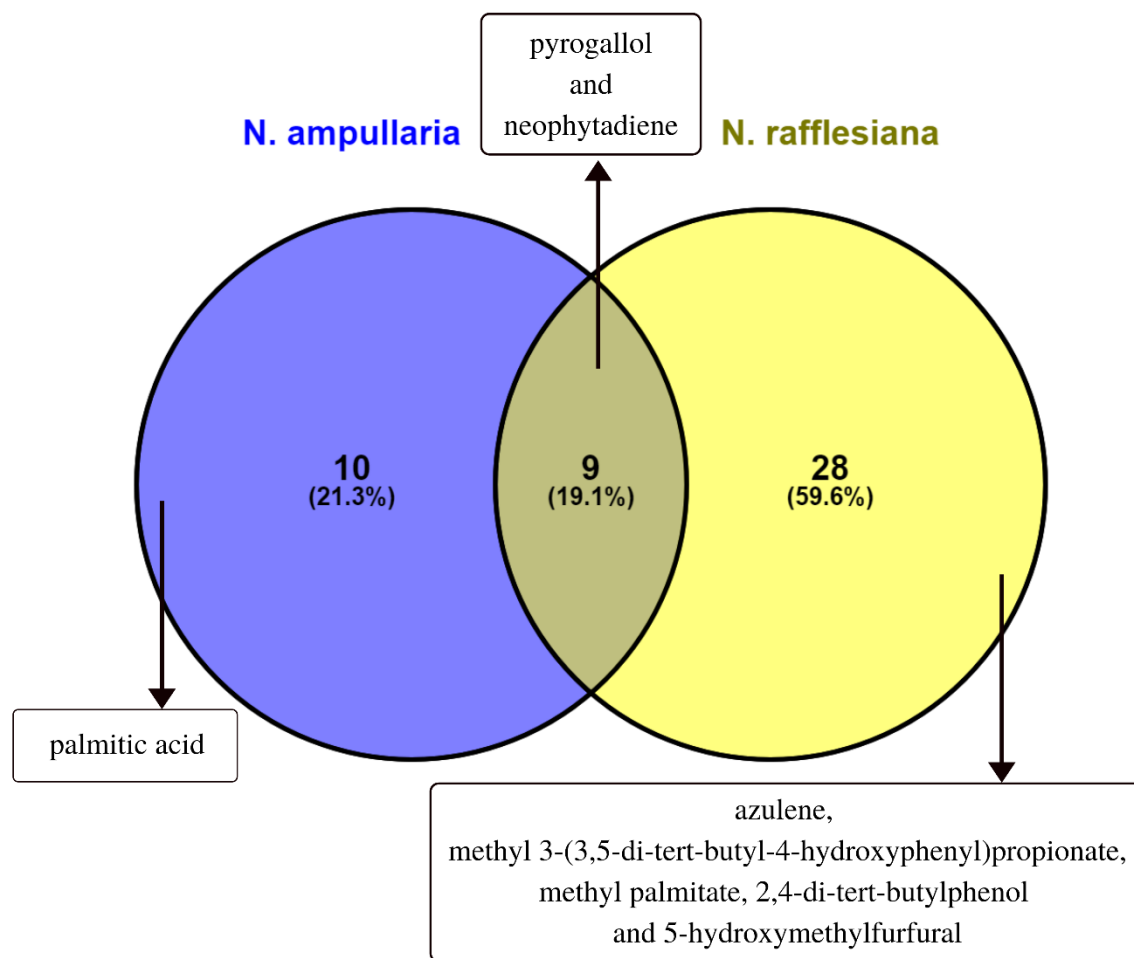 pyrogallol
and
neophytadiene
N. ampullaria
N. rafflesiana
10
(21.3%)
9
(19.1%)
28
(59.6%)
palmitic acid
azulene,
methyl 3-(3,5-di-tert-butyl-4-hydroxyphenyl)propionate,
methyl palmitate, 2,4-di-tert-butylphenol
and 5-hydroxymethylfurfural